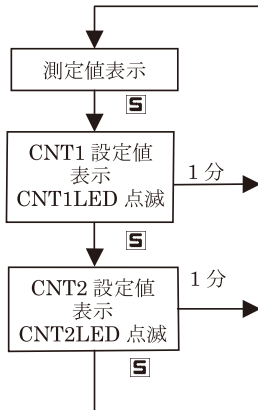 測定値表示
S
CNT1 設定値
表示
CNT1LED 点滅
1 分
S
CNT2 設定値
表示
CNT2LED 点滅
1 分
S